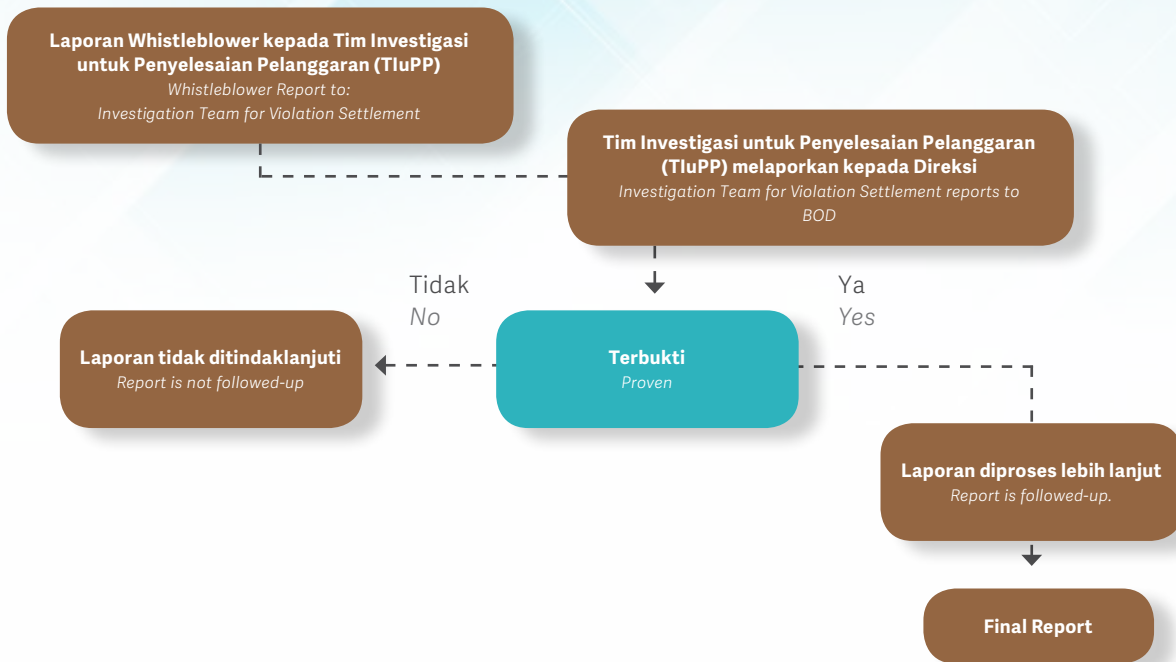 Laporan Whistleblower kepada Tim Investigasi
untuk Penyelesaian Pelanggaran (TIuPP)
Whistleblower Report to:
Investigation Team for Violation Settlement
Tim Investigasi untuk Penyelesaian Pelanggaran
(TIuPP) melaporkan kepada Direksi
Investigation Team for Violation Settlement reports to
BOD
Tidak
No
Ya
Yes
Laporan tidak ditindaklanjuti
Report is not followed-up
Terbukti
Proven
Laporan diproses lebih lanjut
Report is followed-up.
Final Report